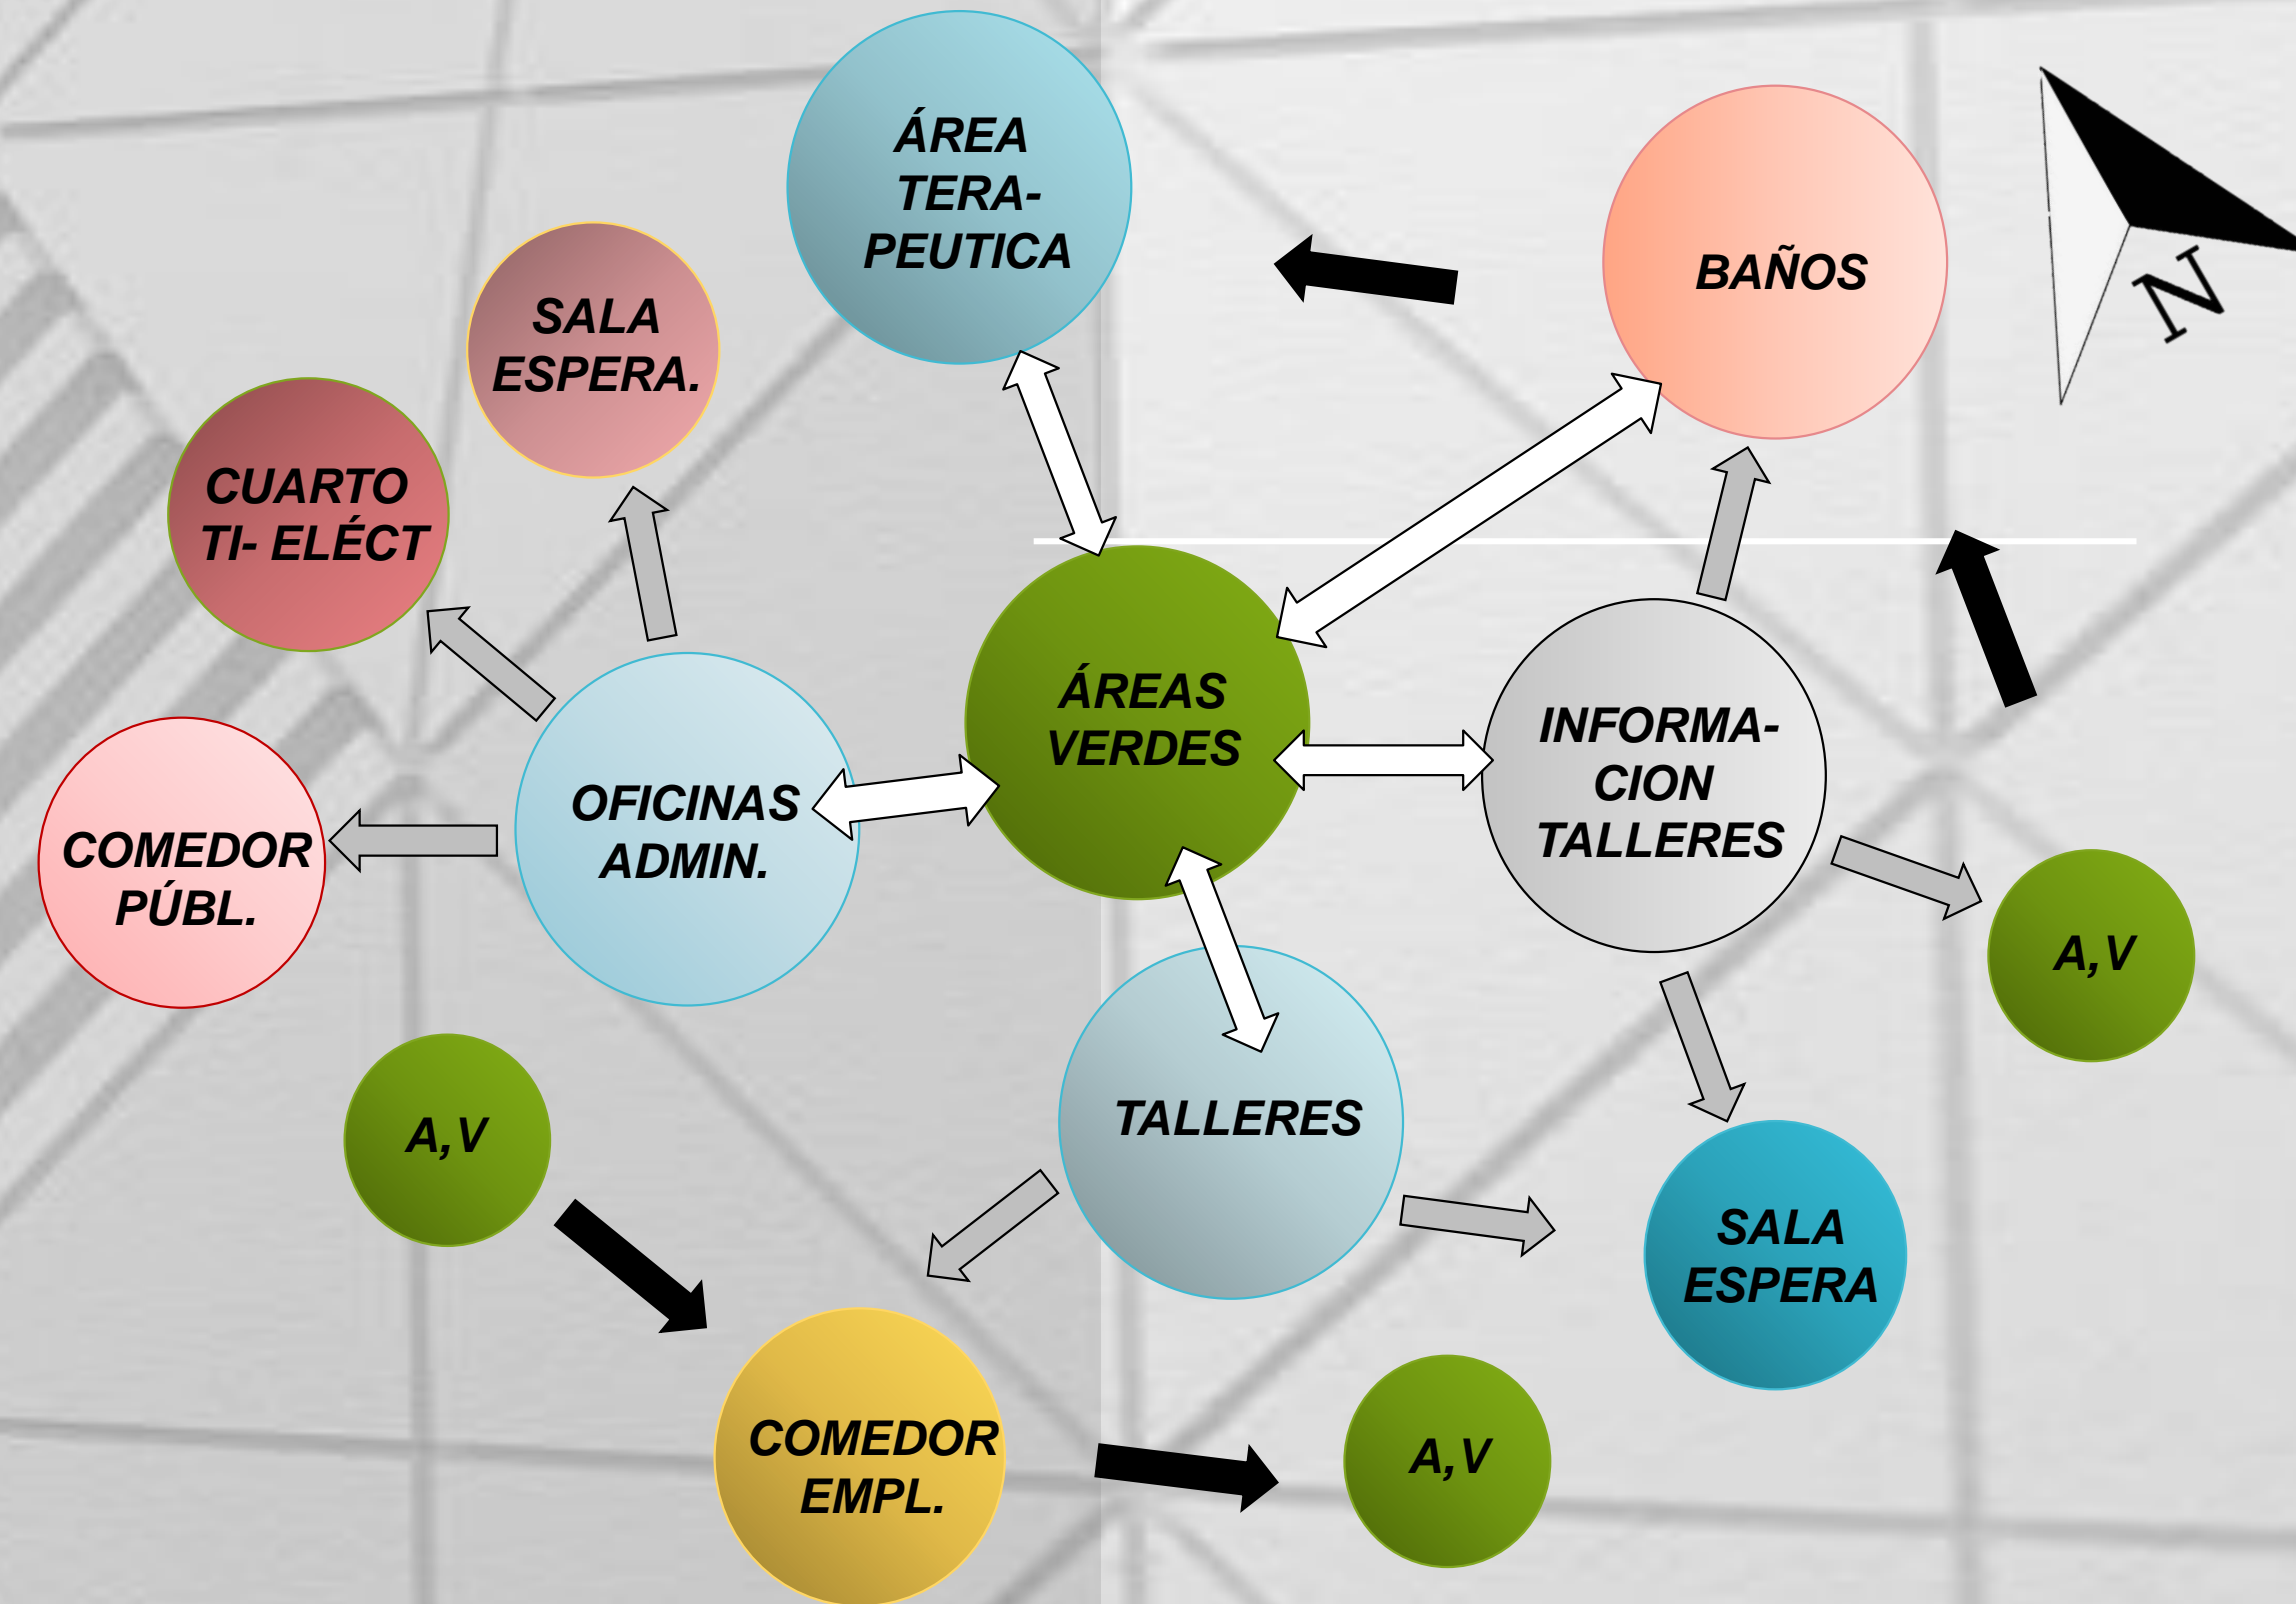 ÁREA
TERA-
PEUTICA
BAÑOS
N
SALA
ESPERA.
CUARTO
TI- ELÉCT
ÁREAS
VERDES
INFORMA-
CION
TALLERES
OFICINAS
ADMIN.
COMEDOR
PÚBL.
A,V
A,V
TALLERES
SALA
ESPERA
COMEDOR
EMPL.
A,V